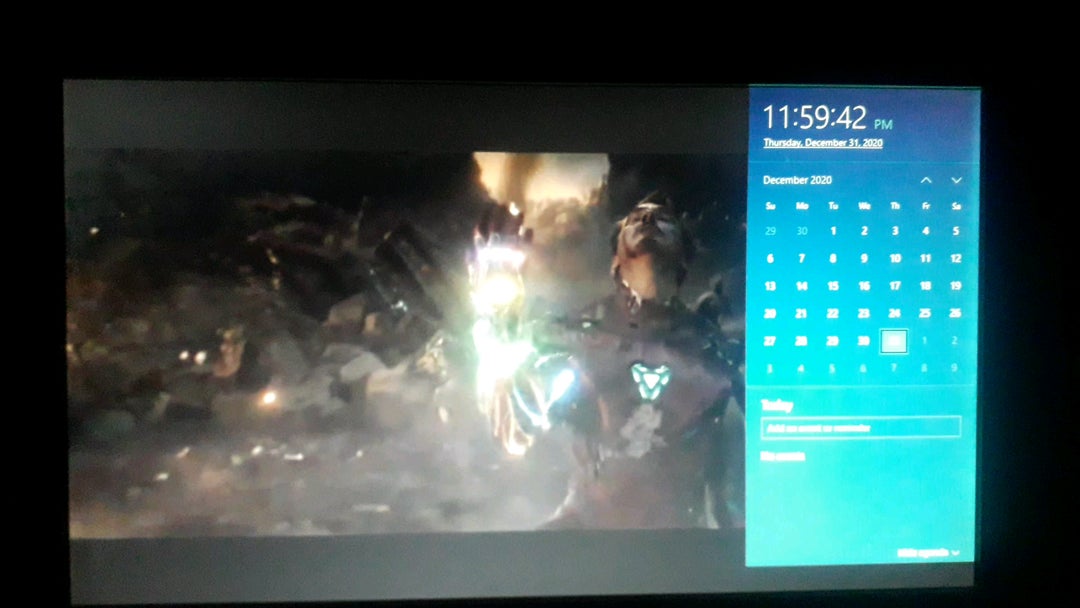 11:59:42 PM
Thursday, December 31, 2020
December 2020
Su Mo Tu We Th Fr Sa
29 30 1 2 3 4 5
6 7 8 9 10 11 12
13 14 15 16 17 18 19
20 21 22 23 24 25 26
27 28 29 30 1 2
3 4 5 6 7 8 9
Today
Add an event or reminder
No events
Hide agenda